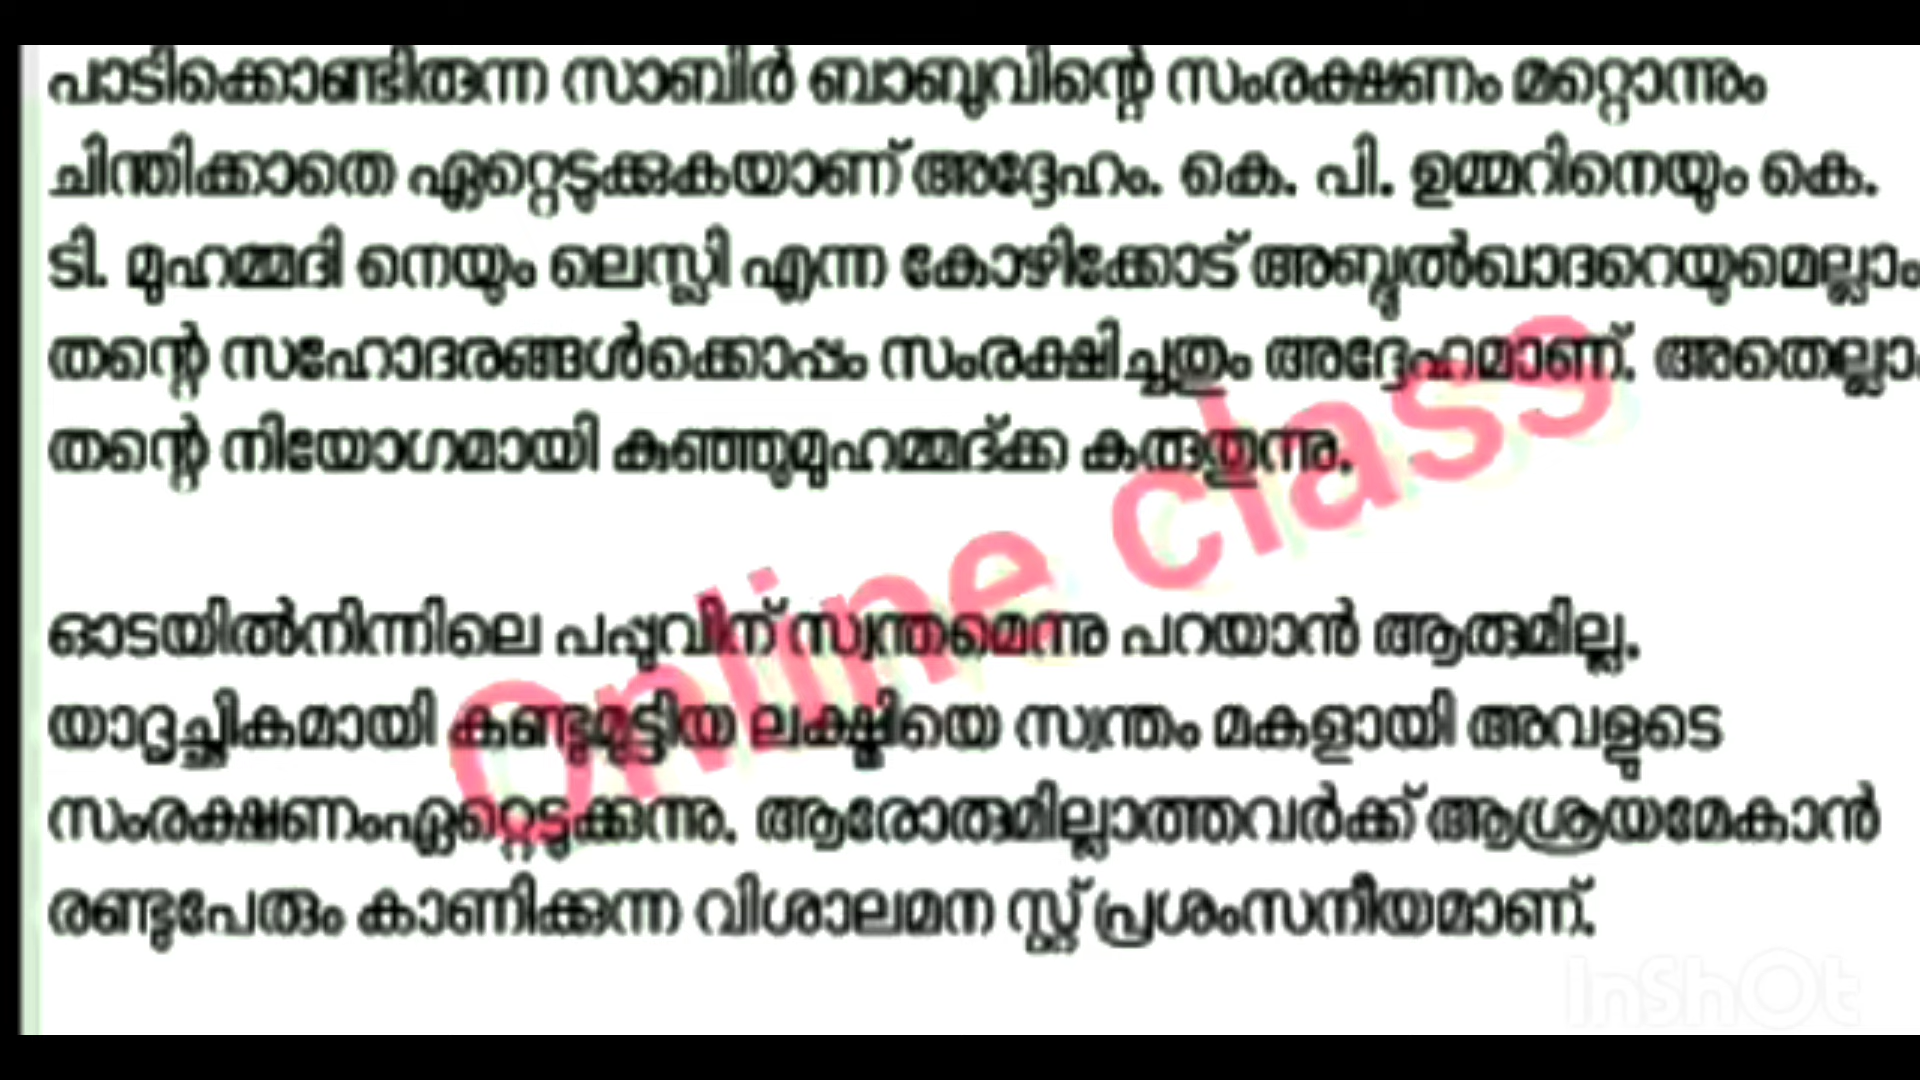 പാടിക്കൊണ്ടിരുന്ന സാബിർ ബാബുവിന്റെ സംരക്ഷണം മറ്റൊന്നും
ചിന്തിക്കാതെ ഏറ്റെടുക്കുകയാണ് അദ്ദേഹം. കെ. പി. ഉമ്മറിനെയും കെ.
ടി. മുഹമ്മദി നെയും ലെസ്ലി എന്ന കോഴിക്കോട് അബ്ദുൽഖാദറെയുമെല്ലാം
തന്റെ സഹോദരങ്ങൾക്കൊപ്പം സംരക്ഷിച്ചതും അദ്ദേഹമാണ്. അതെല്ലാം
തന്റെ നിയോഗമായി കുഞ്ഞുമുഹമ്മദ്ക്ക കരുതുന്നു.
ഓടയിൽനിന്നിലെ പപ്പുവിന് സ്വന്തമെന്നു പറയാൻ ആരുമില്ല.
യാദൃച്ഛികമായി കണ്ടുമുട്ടിയ ലക്ഷ്മിയെ സ്വന്തം മകളായി അവളുടെ
സംരക്ഷണംഏറ്റെടുക്കുന്നു. ആരോരുമില്ലാത്തവർക്ക് ആശ്രയമേകാൻ
രണ്ടുപേരും കാണിക്കുന്ന വിശാലമന സ്സ് പ്രശംസനീയമാണ്.
Online class
InShOt